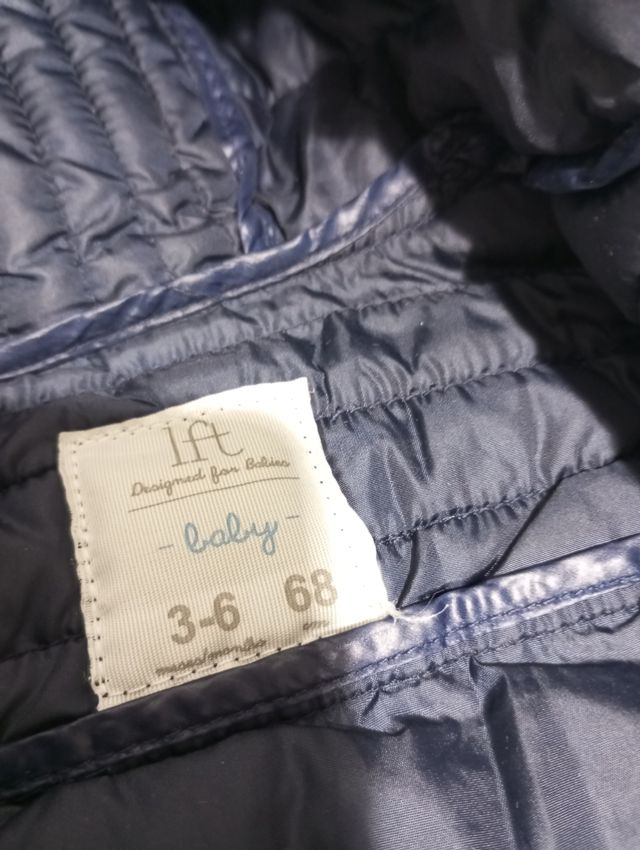 lft
Designed for Babies
- baby -
3-6 68